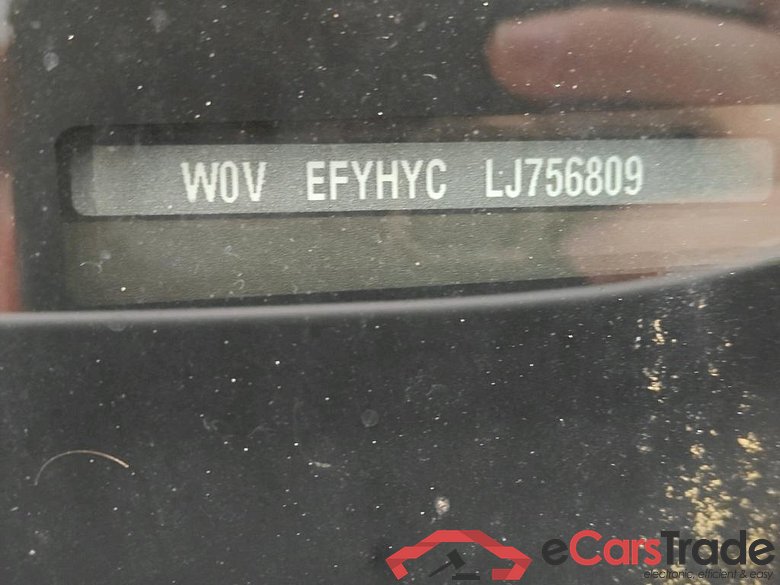 W0V EFYHYC LJ756809
eCarsTrade
electronic, efficient & easy